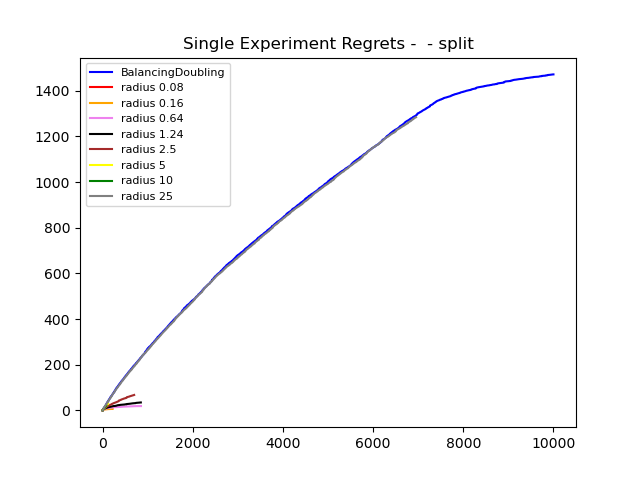 Single Experiment Regrets -  - split
BalancingDoubling
radius 0.08
radius 0.16
radius 0.64
radius 1.24
radius 2.5
radius 5
radius 10
radius 25
1400
1200
1000
800
600
400
200
0
0 2000 4000 6000 8000 10000